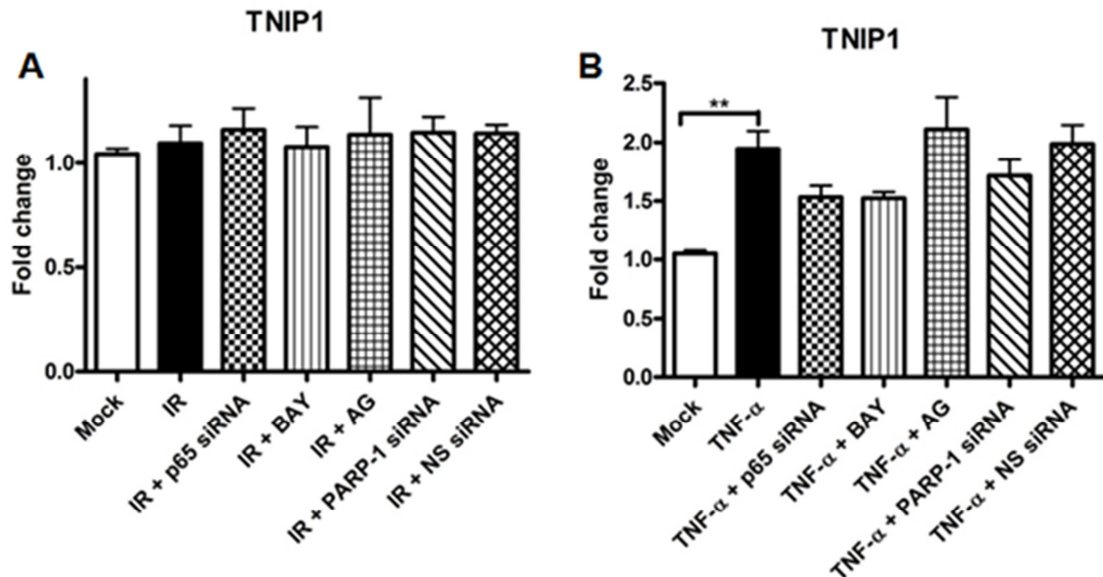 TNIP1
A
Fold change
1.0
0.5
0.0
Mock
IR
IR + p65 siRNA
IR + BAY
IR + AG
IR + PARP-1 siRNA
IR + NS siRNA
TNIP1
B
Fold change
2.5
2.0
1.5
1.0
0.5
0.0
**
Mock
TNF-α
TNF-α + p65 siRNA
TNF-α + BAY
TNF-α + AG
TNF-α + PARP-1 siRNA
TNF-α + NS siRNA